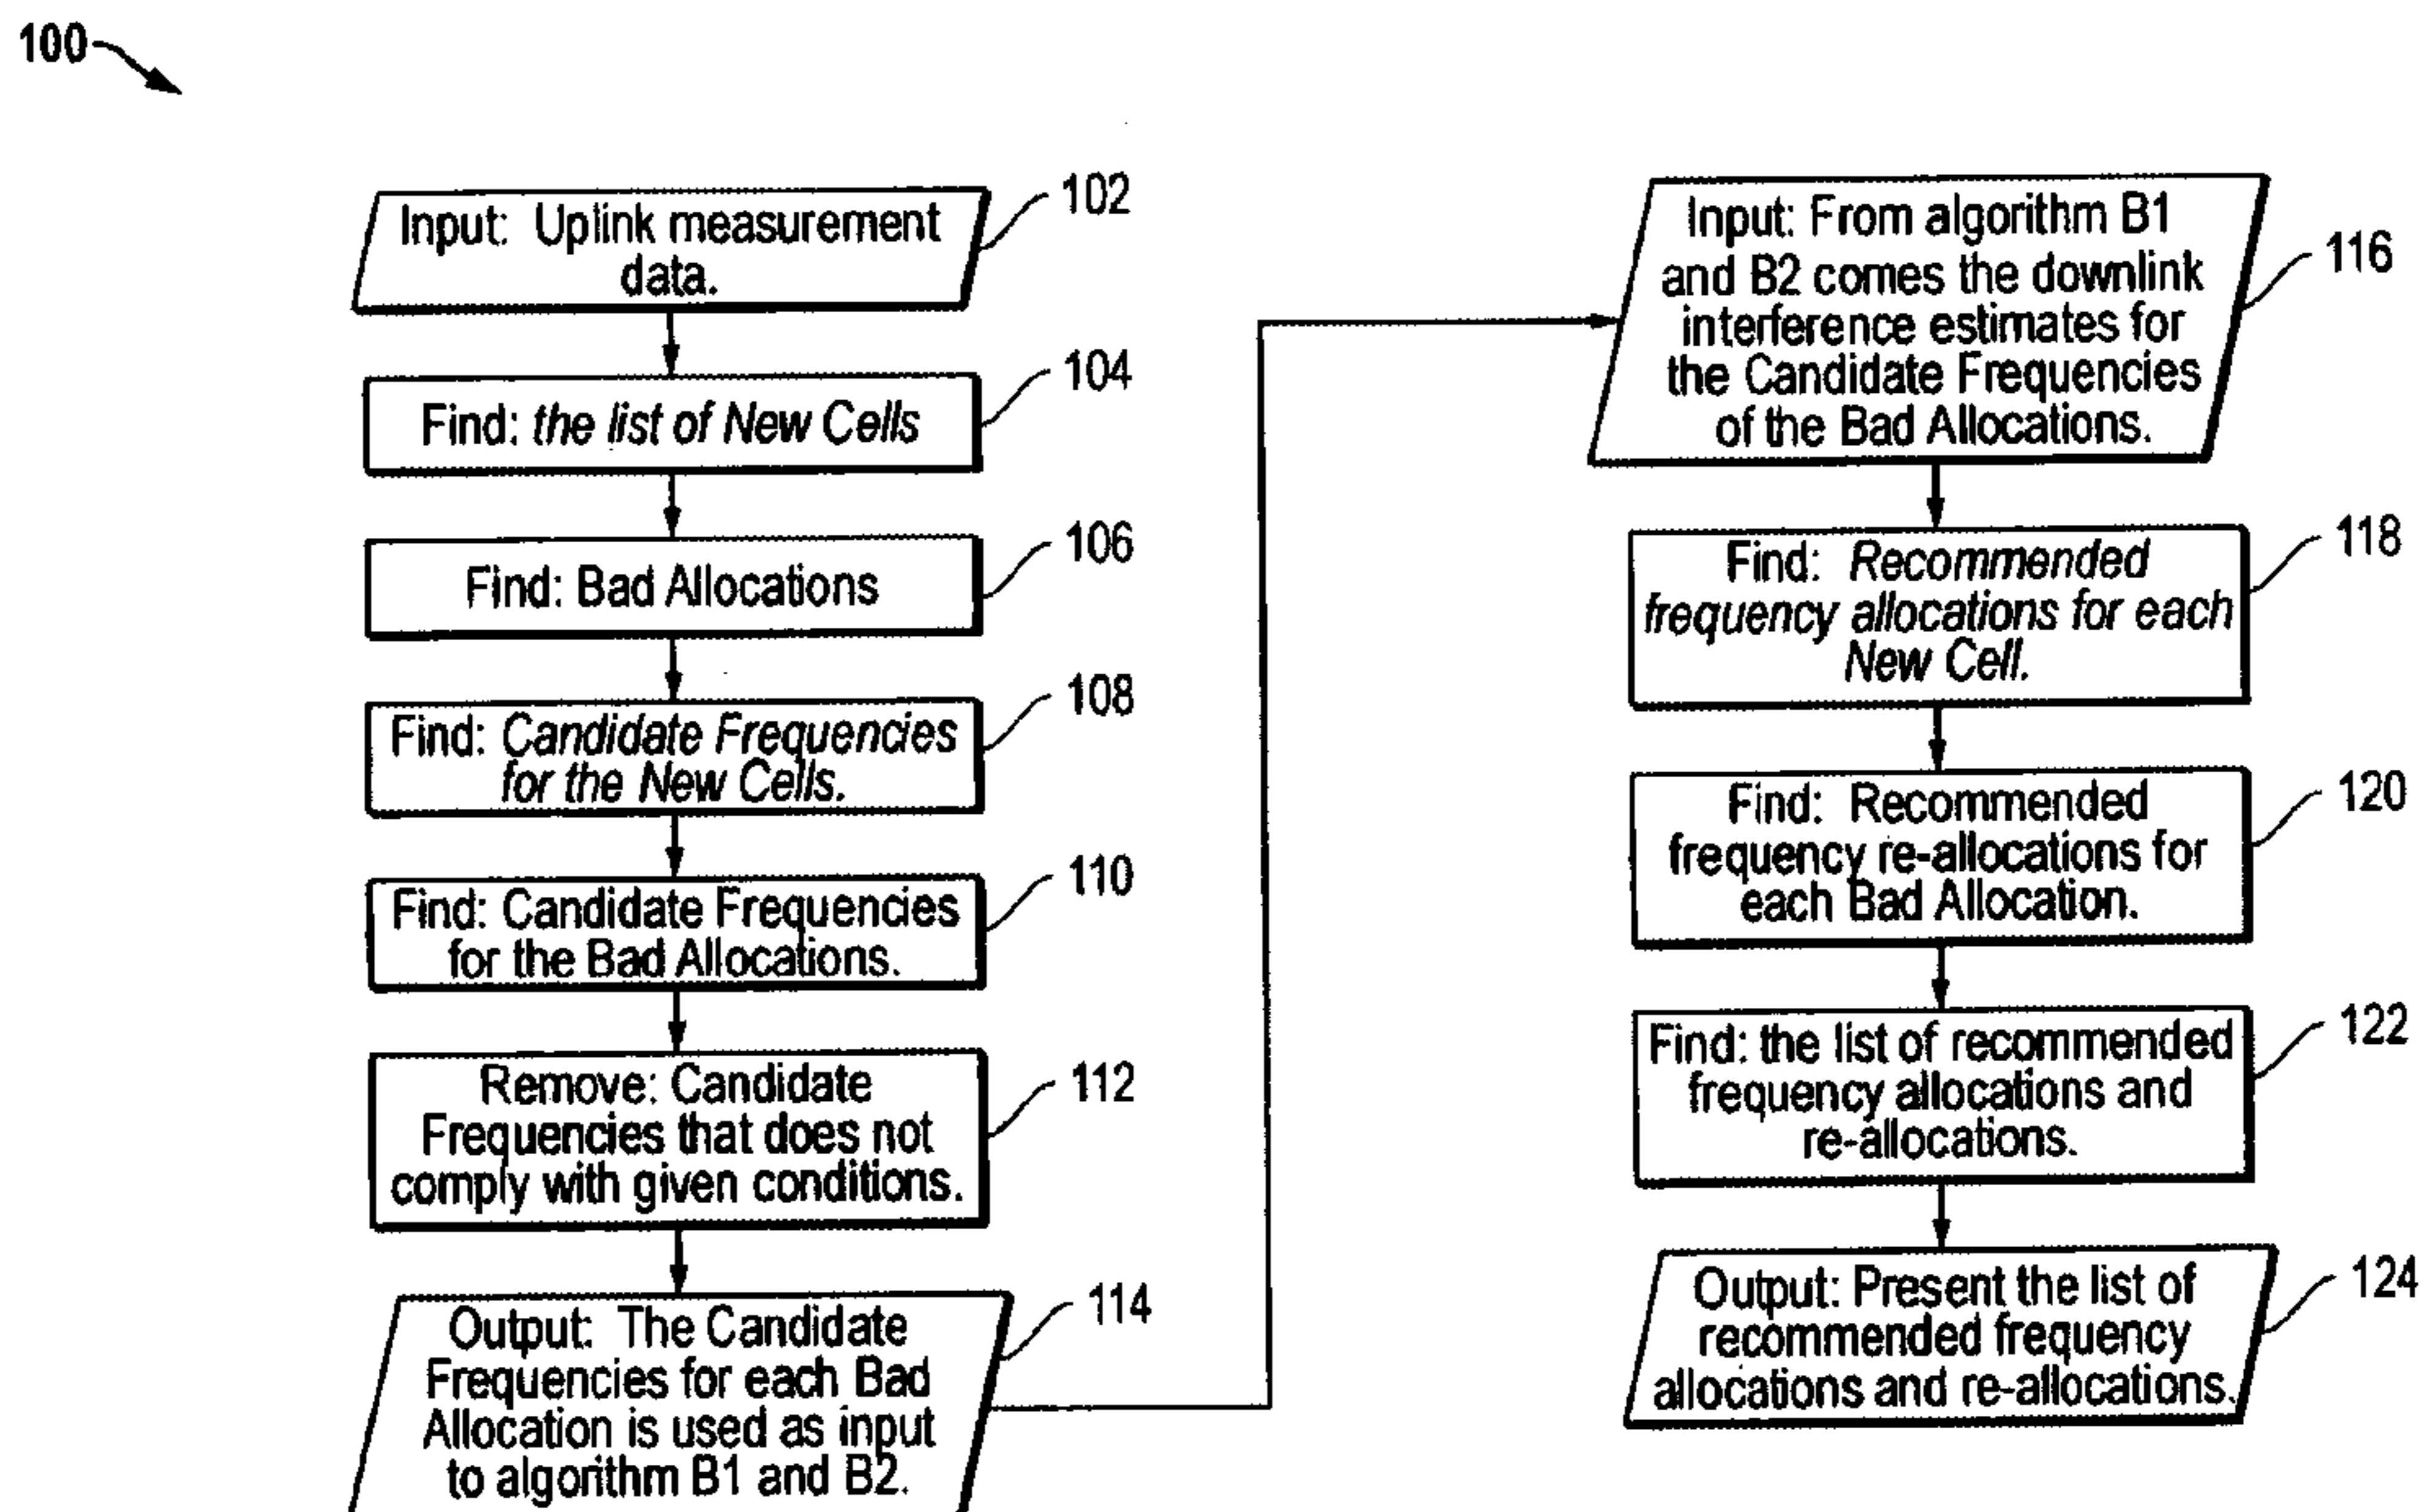 100
Input: Uplink measurement
data.
102
Find: the list of New Cells
104
Find: Bad Allocations
106
Find: Candidate Frequencies
for the New Cells.
108
Find: Candidate Frequencies
for the Bad Allocations.
110
Remove: Candidate
Frequencies that does not
comply with given conditions.
112
Output: The Candidate
Frequencies for each Bad
Allocation is used as input
to algorithm B1 and B2.
114
Input: From algorithm B1
and B2 comes the downlink
interference estimates for
the Candidate Frequencies
of the Bad Allocations.
116
Find: Recommended
frequency allocations for each
New Cell.
118
Find: Recommended
frequency re-allocations for
each Bad Allocation.
120
Find: the list of recommended
frequency allocations and
re-allocations.
122
Output: Present the list of
recommended frequency
allocations and re-allocations.
124